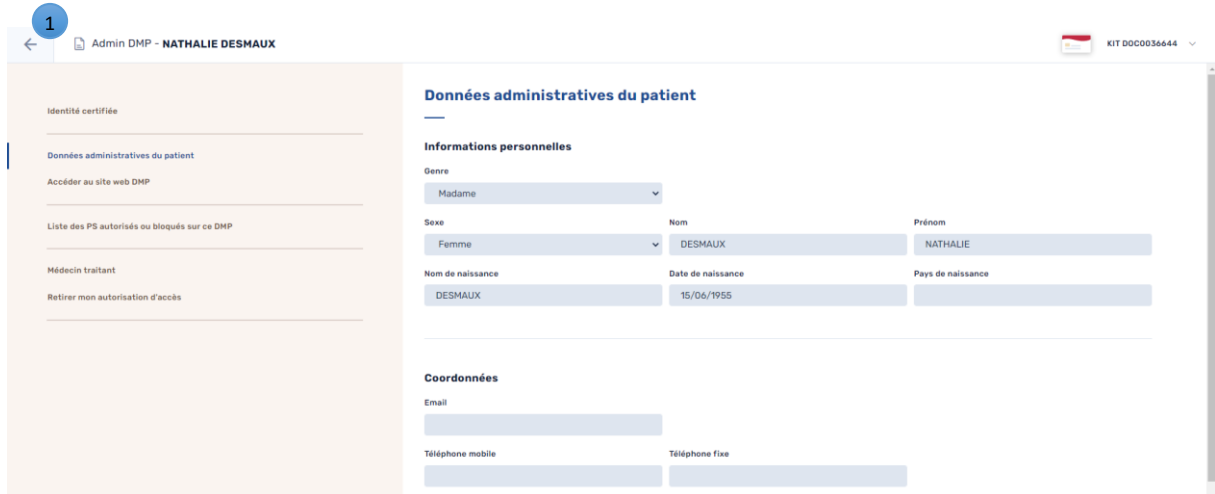 1
Admin DMP - NATHALIE DESMAUX
KIT DOC0036644
Identité certifiée
Données administratives du patient
Accéder au site web DMP
Liste des PS autorisés ou bloqués sur ce DMP
Médecin traitant
Retirer mon autorisation d'accès
Données administratives du patient
Informations personnelles
Genre
Madame
Sexe Nom Prénom
Femme DESMAUX NATHALIE
Nom de naissance Date de naissance Pays de naissance
DESMAUX 15/06/1955
Coordonnées
Email
Téléphone mobile Téléphone fixe